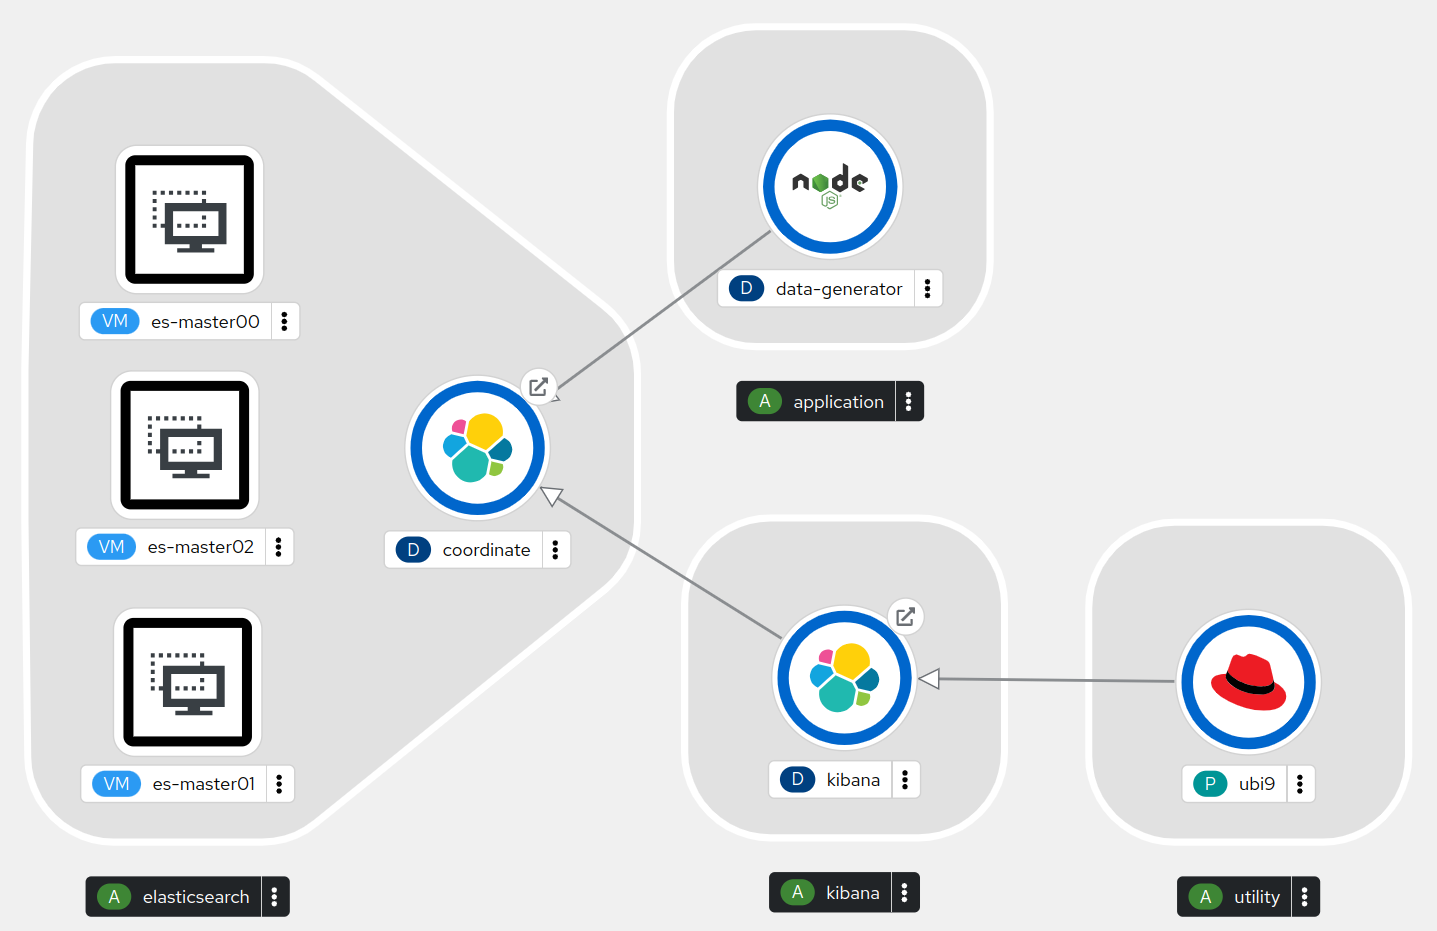 node
JS
D data-generator
A application
VM es-master00
VM es-master02
VM es-master01
D coordinate
A elasticsearch
D kibana
A kibana
P ubi9
A utility